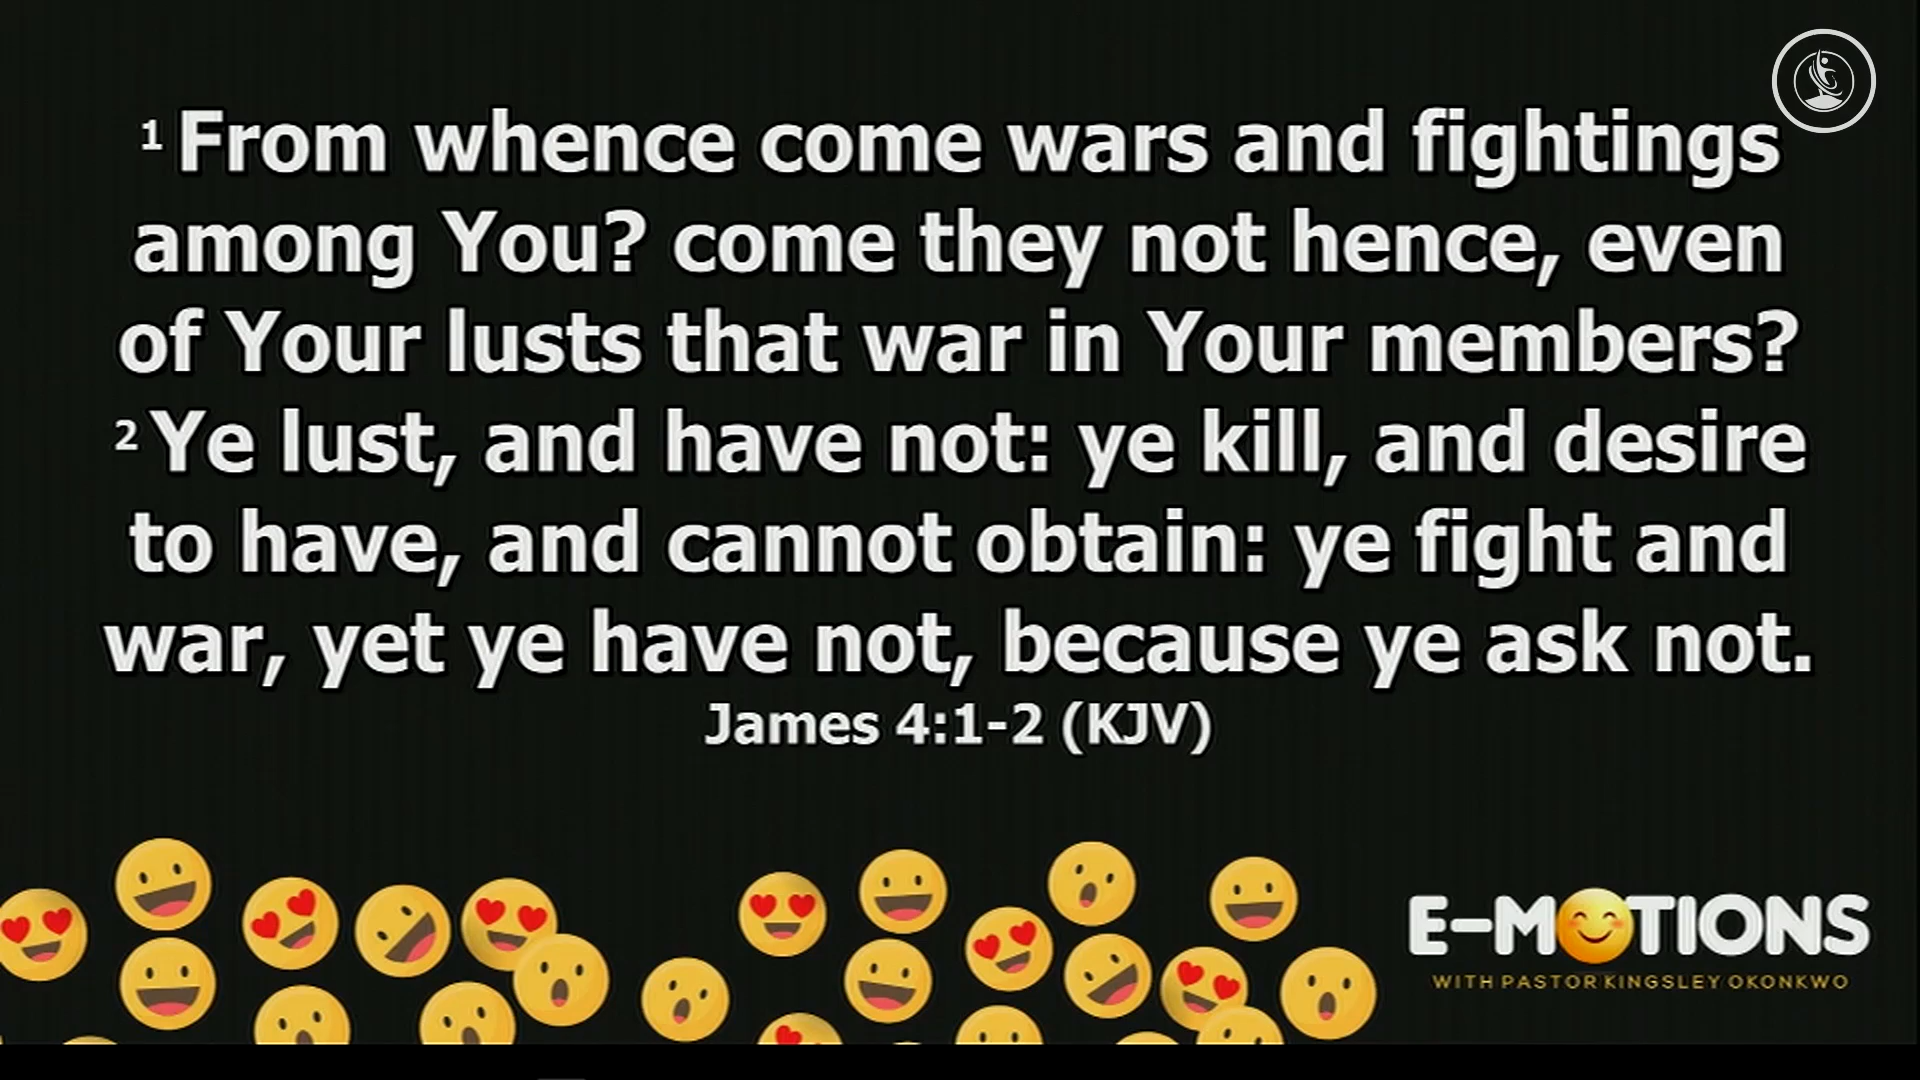 1 From whence come wars and fightings
among You? come they not hence, even
of Your lusts that war in Your members?
2 Ye lust, and have not: ye kill, and desire
to have, and cannot obtain: ye fight and
war, yet ye have not, because ye ask not.
James 4:1-2 (KJV)
E-MOTIONS
WITH PASTOR KINGSLEY OKONKWO